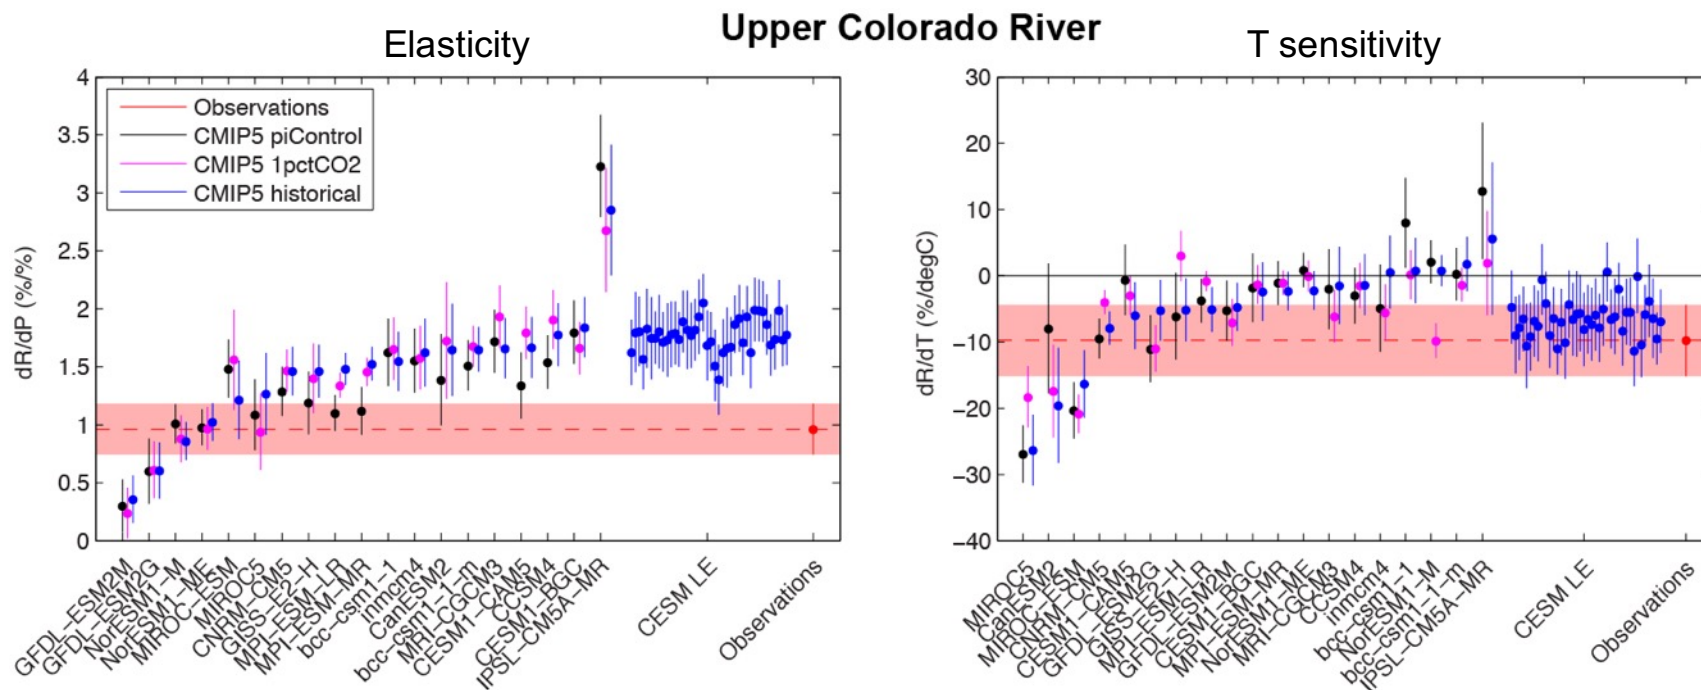 Upper Colorado River
Elasticity
T sensitivity
4
3.5
3
2.5
2
1.5
1
0.5
0
dR/dP (%/%)
Observations
CMIP5 piControl
CMIP5 1pctCO2
CMIP5 historical
GFDL−ESM2M
GFDL−ESM2G
NorESM1−M
NorESM1−ME
MIROC−ESM
MIROC5
CNRM−CM5
GISS−E2−H
MPI−ESM−LR
MPI−ESM−MR
bcc−csm1−1
inmcm4
CanESM2
bcc−csm1−1−m
MRI−CGCM3
CESM1−CAM5
CCSM4
CESM1−BGC
IPSL−CM5A−MR
CESM LE
Observations
30
20
10
0
−10
−20
−30
−40
dR/dT (%/degC)
MIROC5
CanESM2
MIROC−ESM
CNRM−CM5
CESM1−CAM5
GFDL−ESM2G
GISS−E2−H
MPI−ESM−LR
GFDL−ESM2M
CESM1−BGC
MPI−ESM−MR
NorESM1−ME
MRI−CGCM3
CCSM4
inmcm4
bcc−csm1−1
NorESM1−M
bcc−csm1−1−m
IPSL−CM5A−MR
CESM LE
Observations